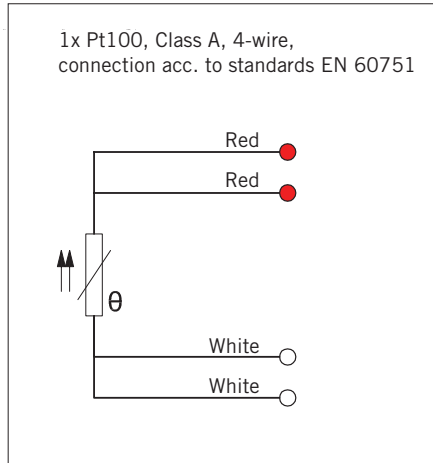 1x Pt100, Class A, 4-wire,
connection acc. to standards EN 60751
Red
Red
θ
White
White